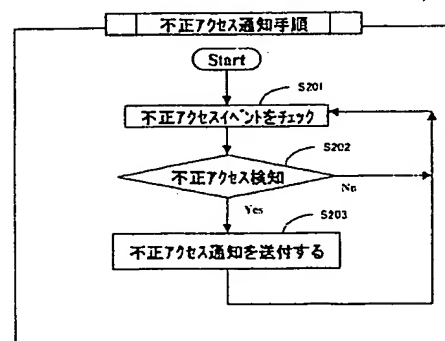 不正アクセス通知手順
Start
S201
不正アクセスイベントをチェック
S202
不正アクセス検知
No
Yes
S203
不正アクセス通知を送付する